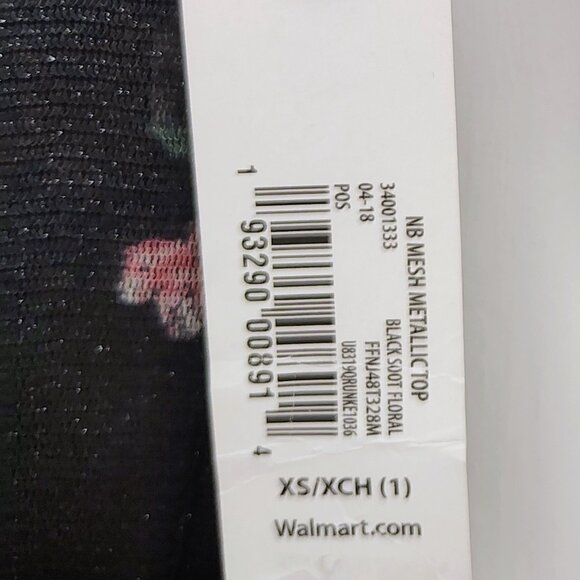 NB MESH METALLIC TOP
BLACK SOOT FLORAL
34001333 FFNJ48T328M
04-18
POS U83190RUNKE1036
1 93290 00891 4
XS/XCH (1)
Walmart.com